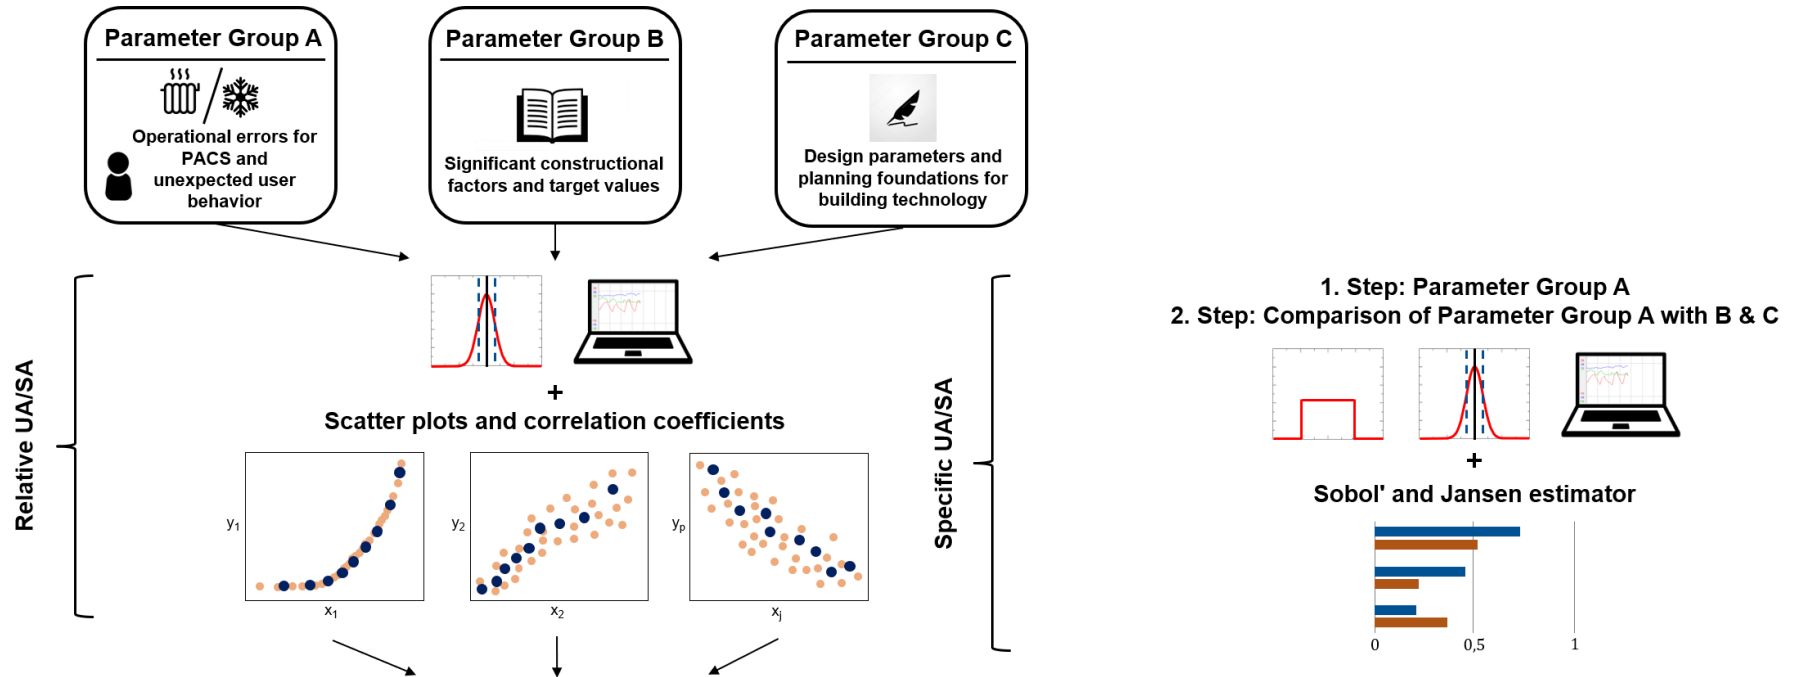 Parameter Group A
Operational errors for
PACS and
unexpected user
behavior
Parameter Group B
Significant constructional
factors and target values
Parameter Group C
Design parameters and
planning foundations for
building technology
Relative UA/SA
+
Scatter plots and correlation coefficients
y1
x1
y2
x2
yp
xj
Specific UA/SA
1. Step: Parameter Group A
2. Step: Comparison of Parameter Group A with B & C
+
Sobol' and Jansen estimator
0
0,5
1